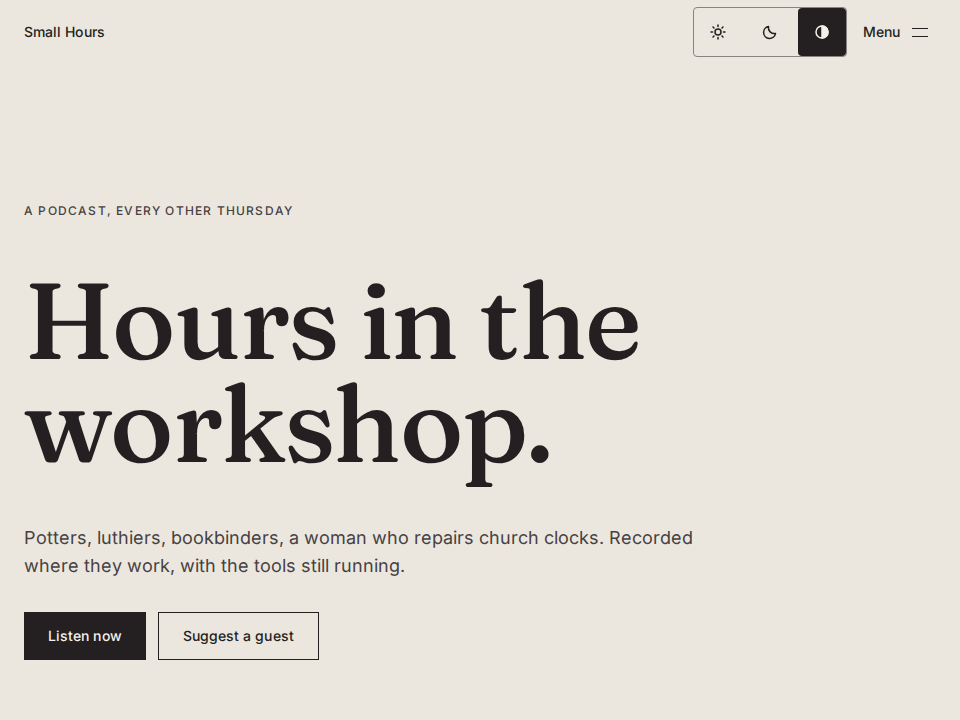 Small Hours
Menu
A PODCAST, EVERY OTHER THURSDAY
Hours in the
workshop.
Potters, luthiers, bookbinders, a woman who repairs church clocks. Recorded
where they work, with the tools still running.
Listen now
Suggest a guest